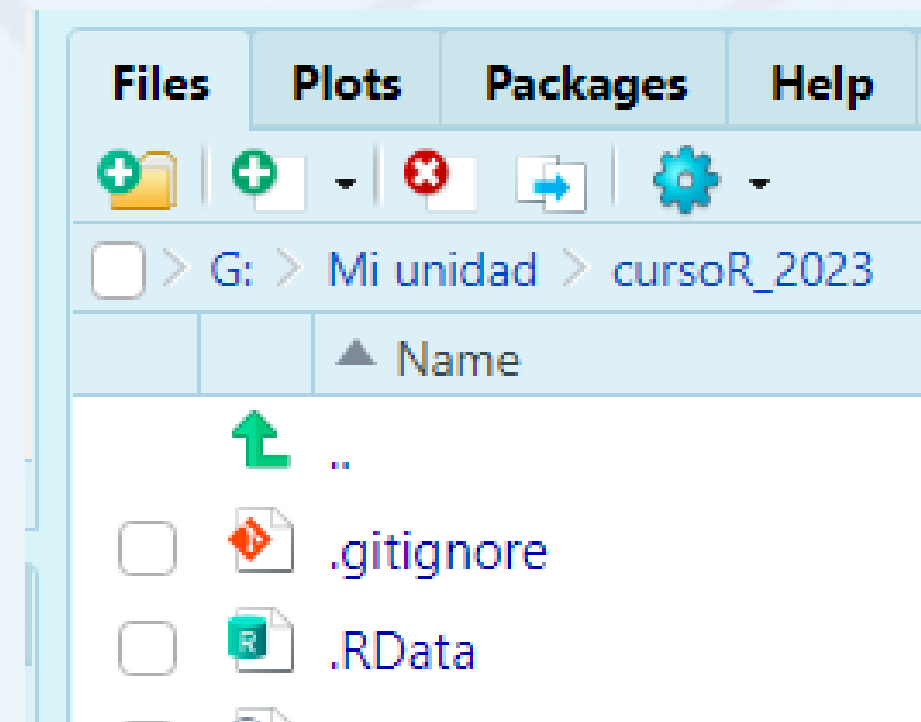 Files Plots Packages Help
G: > Mi unidad > cursoR_2023
Name
..
.gitignore
R .RData